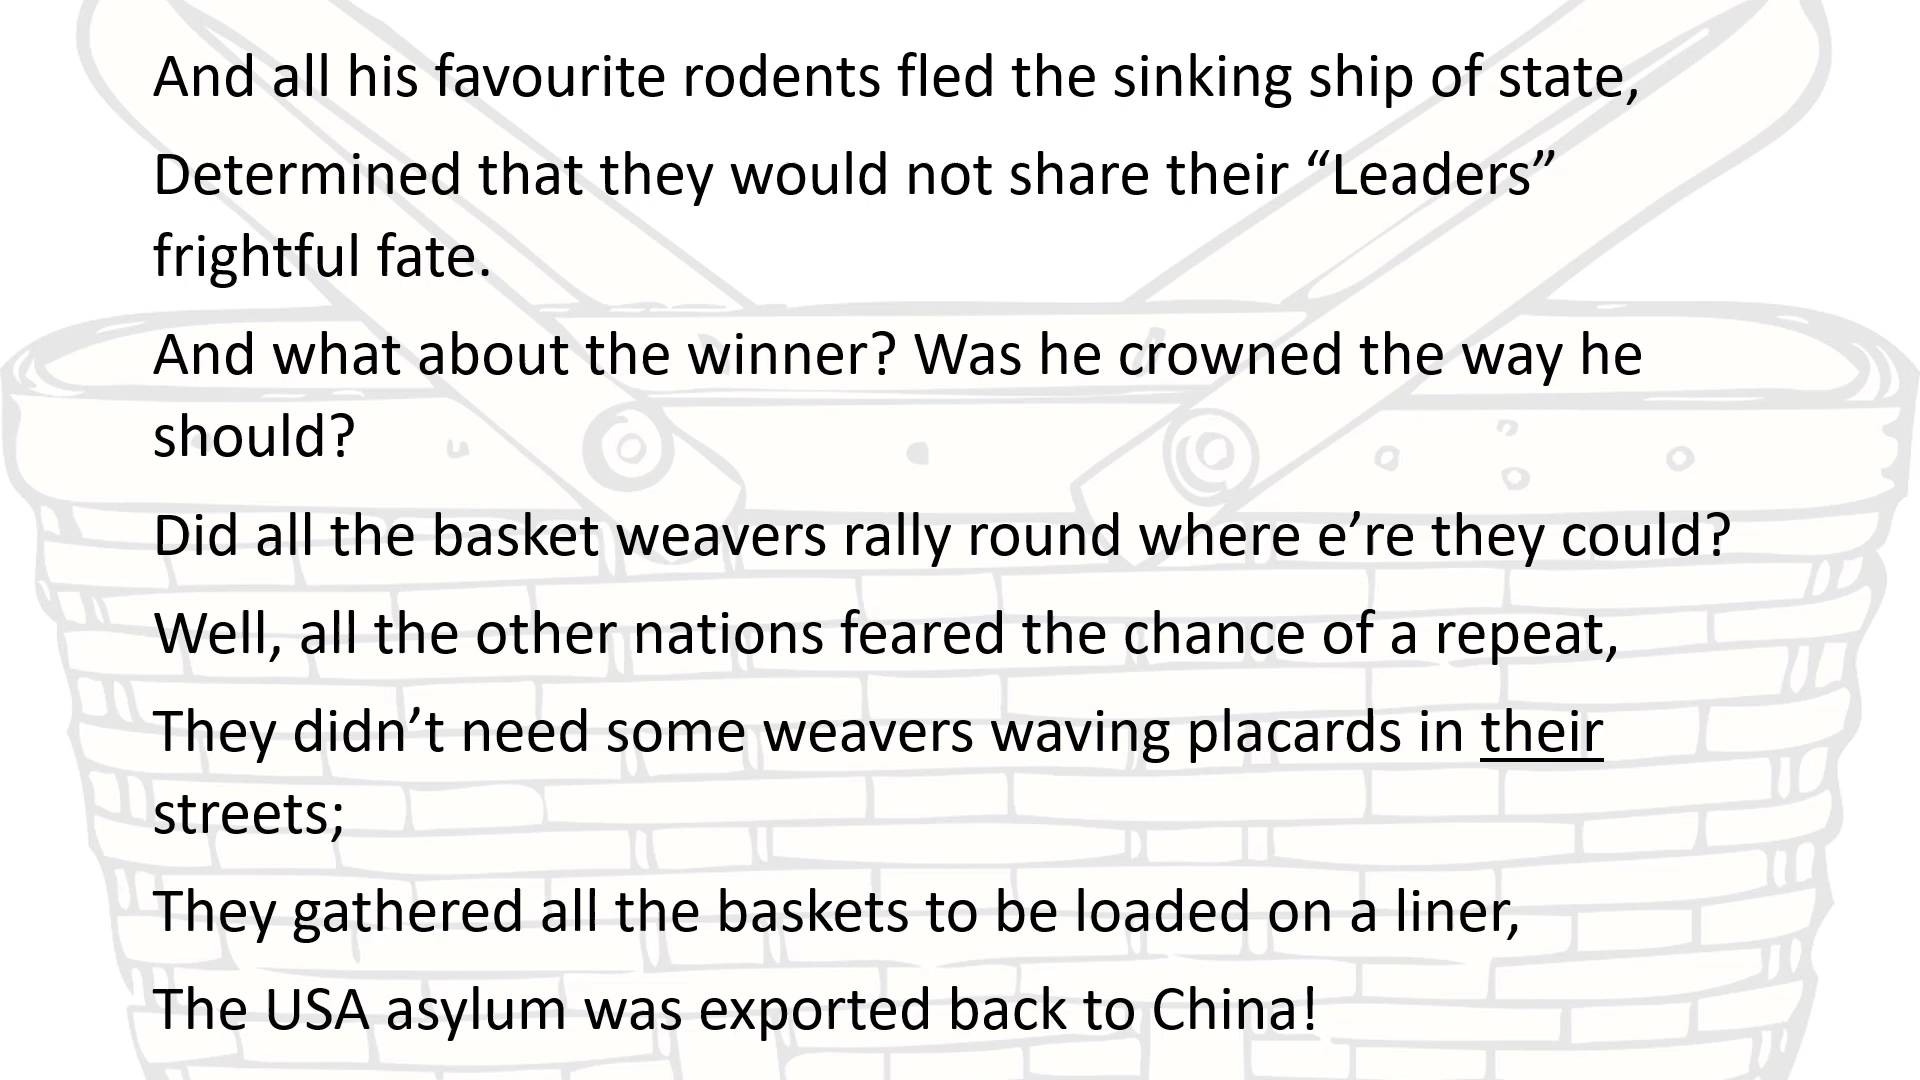 And all his favourite rodents fled the sinking ship of state,
Determined that they would not share their “Leaders”
frightful fate.
And what about the winner? Was he crowned the way he
should?
Did all the basket weavers rally round where e’re they could?
Well, all the other nations feared the chance of a repeat,
They didn’t need some weavers waving placards in their
streets;
They gathered all the baskets to be loaded on a liner,
The USA asylum was exported back to China!